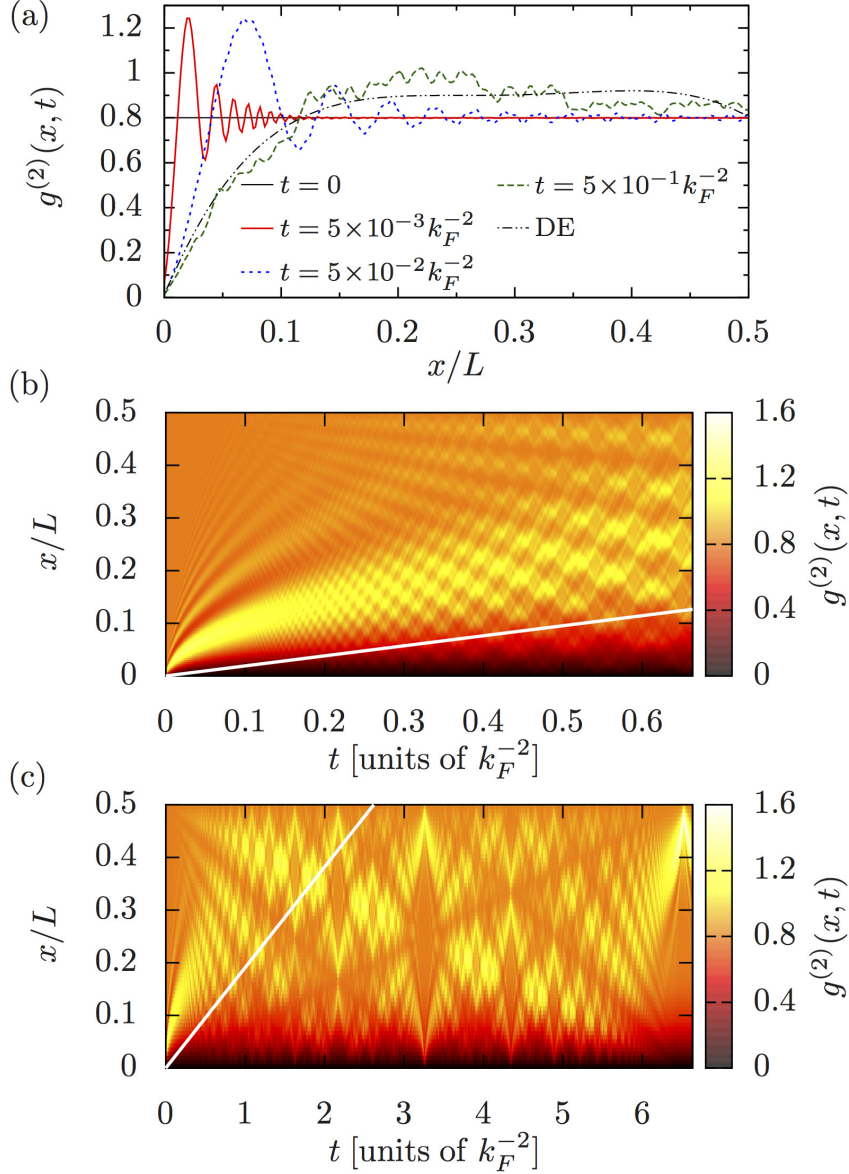 (a)
g^{(2)}(x, t)
1.2
1
0.8
0.6
0.4
0.2
0
t = 0
t = 5×10^{-3}k_F^{-2}
t = 5×10^{-2}k_F^{-2}
t = 5×10^{-1}k_F^{-2}
DE
0 0.1 0.2 0.3 0.4 0.5
x/L
(b)
x/L
0.5
0.4
0.3
0.2
0.1
0
0 0.1 0.2 0.3 0.4 0.5 0.6
t [units of k_F^{-2}]
1.6
1.2
0.8
0.4
0
g^{(2)}(x, t)
(c)
x/L
0.5
0.4
0.3
0.2
0.1
0
0 1 2 3 4 5 6
t [units of k_F^{-2}]
1.6
1.2
0.8
0.4
0
g^{(2)}(x, t)